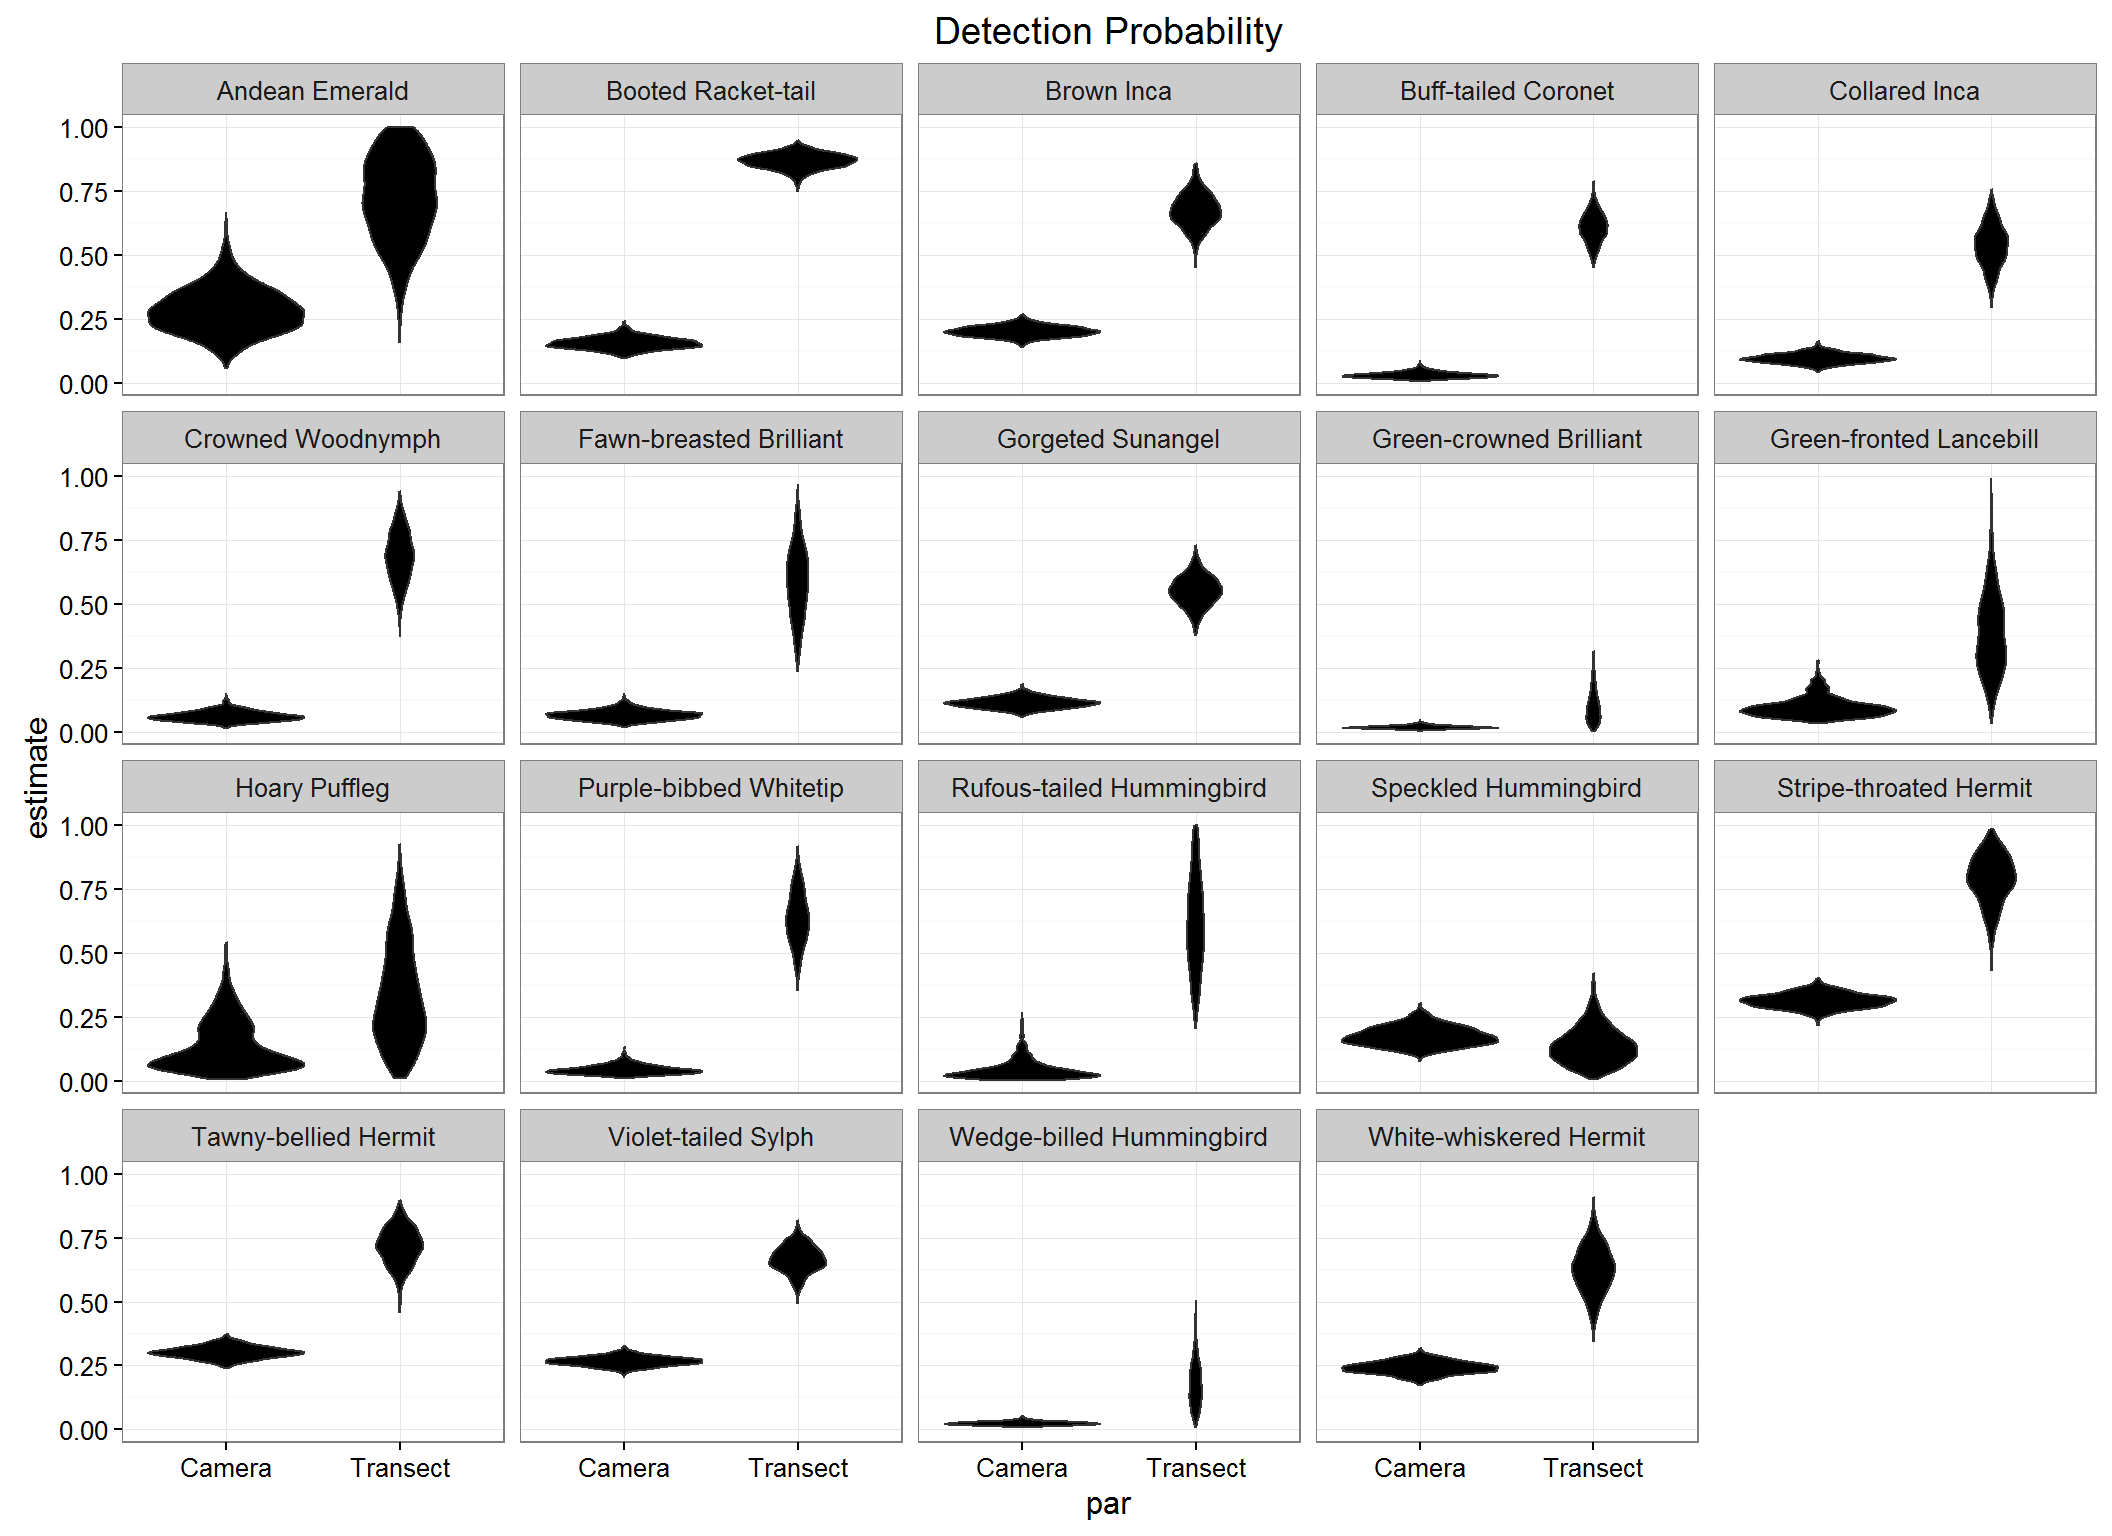 Detection Probability
Andean Emerald Booted Racket-tail Brown Inca Buff-tailed Coronet Collared Inca
1.00
0.75
0.50
0.25
0.00
Crowned Woodnymph Fawn-breasted Brilliant Gorgeted Sunangel Green-crowned Brilliant Green-fronted Lancebill
1.00
0.75
0.50
0.25
0.00
estimate
Hoary Puffleg Purple-bibbed Whitetip Rufous-tailed Hummingbird Speckled Hummingbird Stripe-throated Hermit
1.00
0.75
0.50
0.25
0.00
Tawny-bellied Hermit Violet-tailed Sylph Wedge-billed Hummingbird White-whiskered Hermit
1.00
0.75
0.50
0.25
0.00
Camera Transect Camera Transect Camera Transect Camera Transect
par